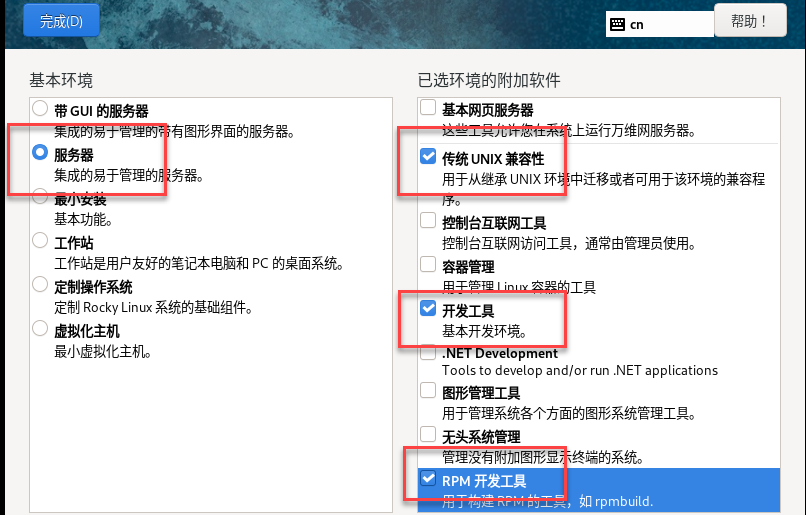 完成(D)
cn
帮助！
基本环境
带 GUI 的服务器
集成的易于管理的带有图形界面的服务器。
服务器
集成的易于管理的服务器。
最小安装
基本功能。
工作站
工作站是用户友好的笔记本电脑和 PC 的桌面系统。
定制操作系统
定制 Rocky Linux 系统的基础组件。
虚拟化主机
最小虚拟化主机。
已选环境的附加软件
基本网页服务器
这些工具允许您在系统上运行万维网服务器。
传统 UNIX 兼容性
用于从继承 UNIX 环境中迁移或者可用于该环境的兼容程
序。
控制台互联网工具
控制台互联网访问工具，通常由管理员使用。
容器管理
用于管理 Linux 容器的工具
开发工具
基本开发环境。
.NET Development
Tools to develop and/or run .NET applications
图形管理工具
用于管理系统各个方面的图形系统管理工具。
无头系统管理
管理没有附加图形显示终端的系统。
RPM 开发工具
用于构建 RPM 的工具，如 rpmbuild.